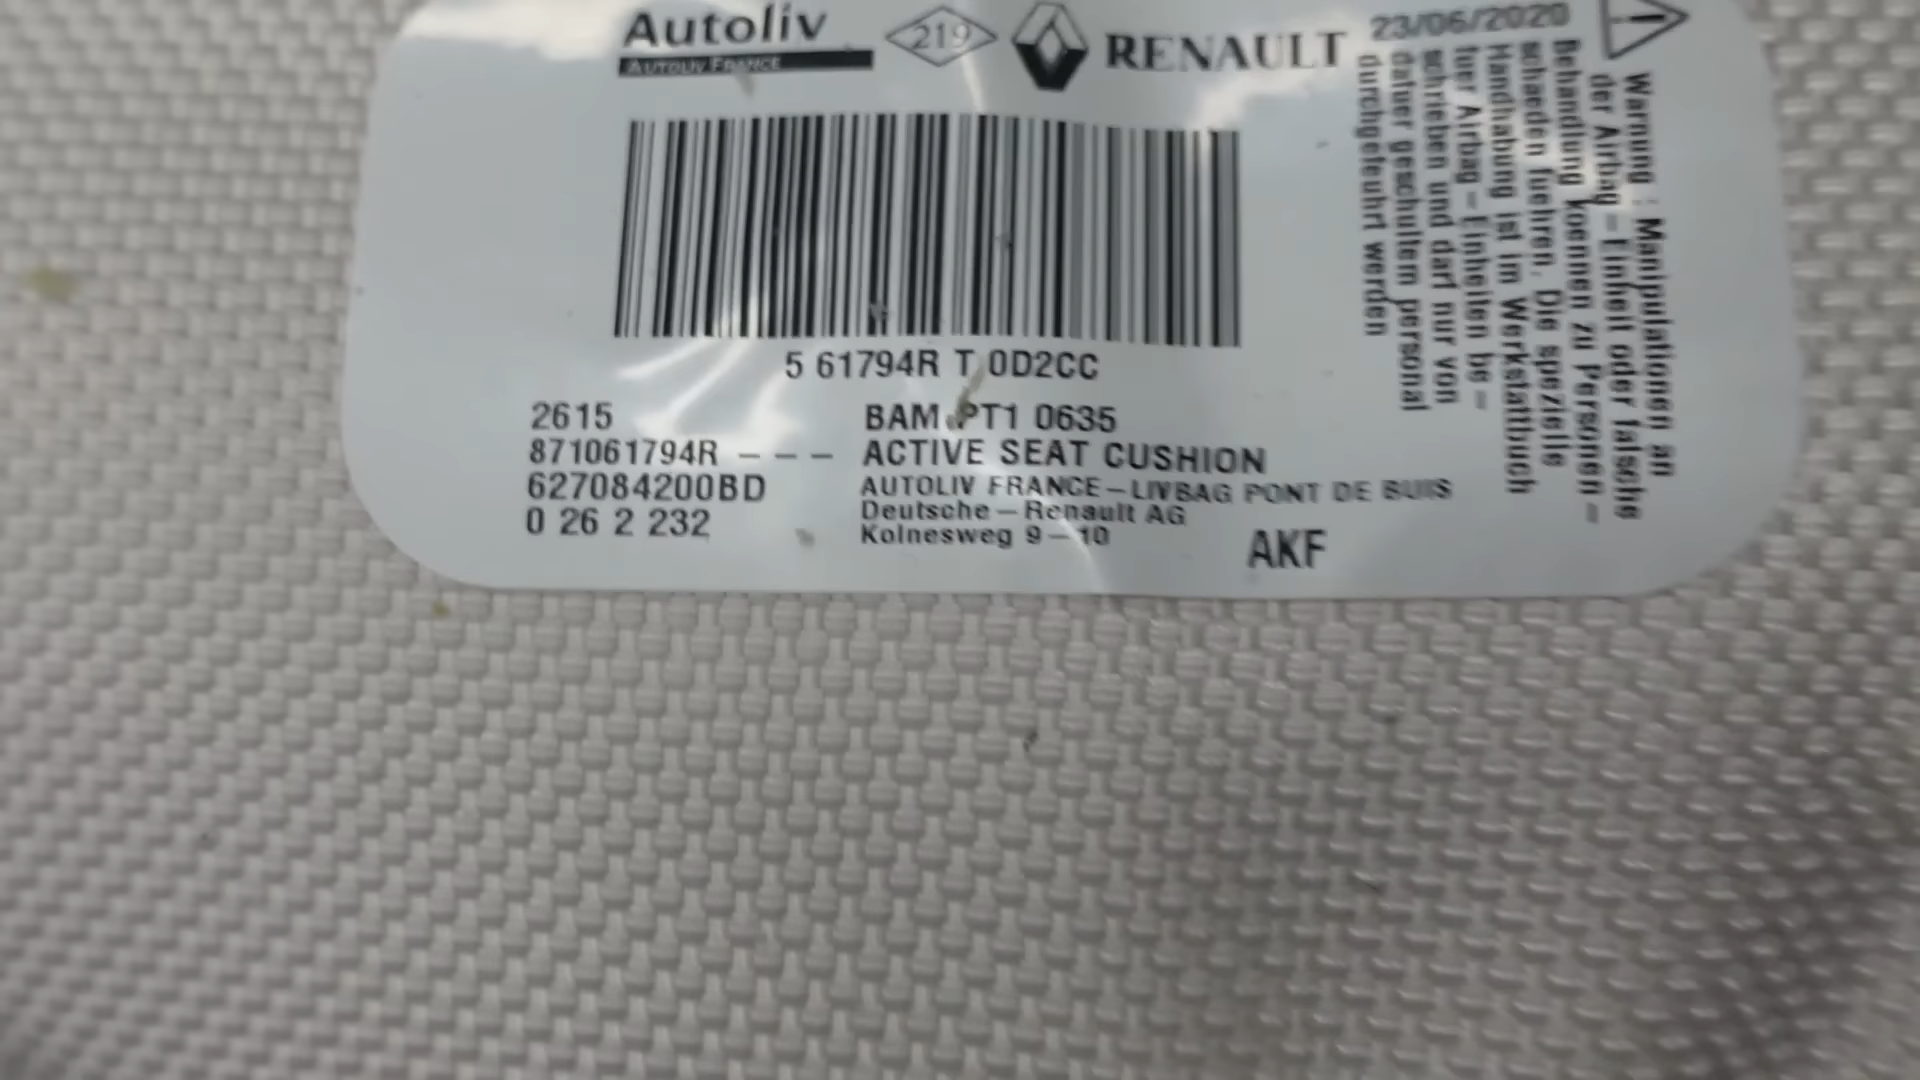 Autoliv
AUTOLIV FRANCE
219
RENAULT
23/06/2020
5 61794R T 0D2CC
2615
871061794R – – –
627084200BD
0 26 2 232
BAM PT1 0635
ACTIVE SEAT CUSHION
AUTOLIV FRANCE–LIVBAG PONT DE BUIS
Deutsche – Renault AG
Kolnesweg 9 – 10
AKF
Warnung : Manipulationen an
der Airbag – Einheit oder falsche
Behandlung koennen zu Personen –
schaeden fuehren. Die spezielle
Handhabung ist im Werkstattbuch
fuer Airbag – Einheiten be –
schrieben und darf nur von
dafuer geschultem personal
durchgefeuhrt werden